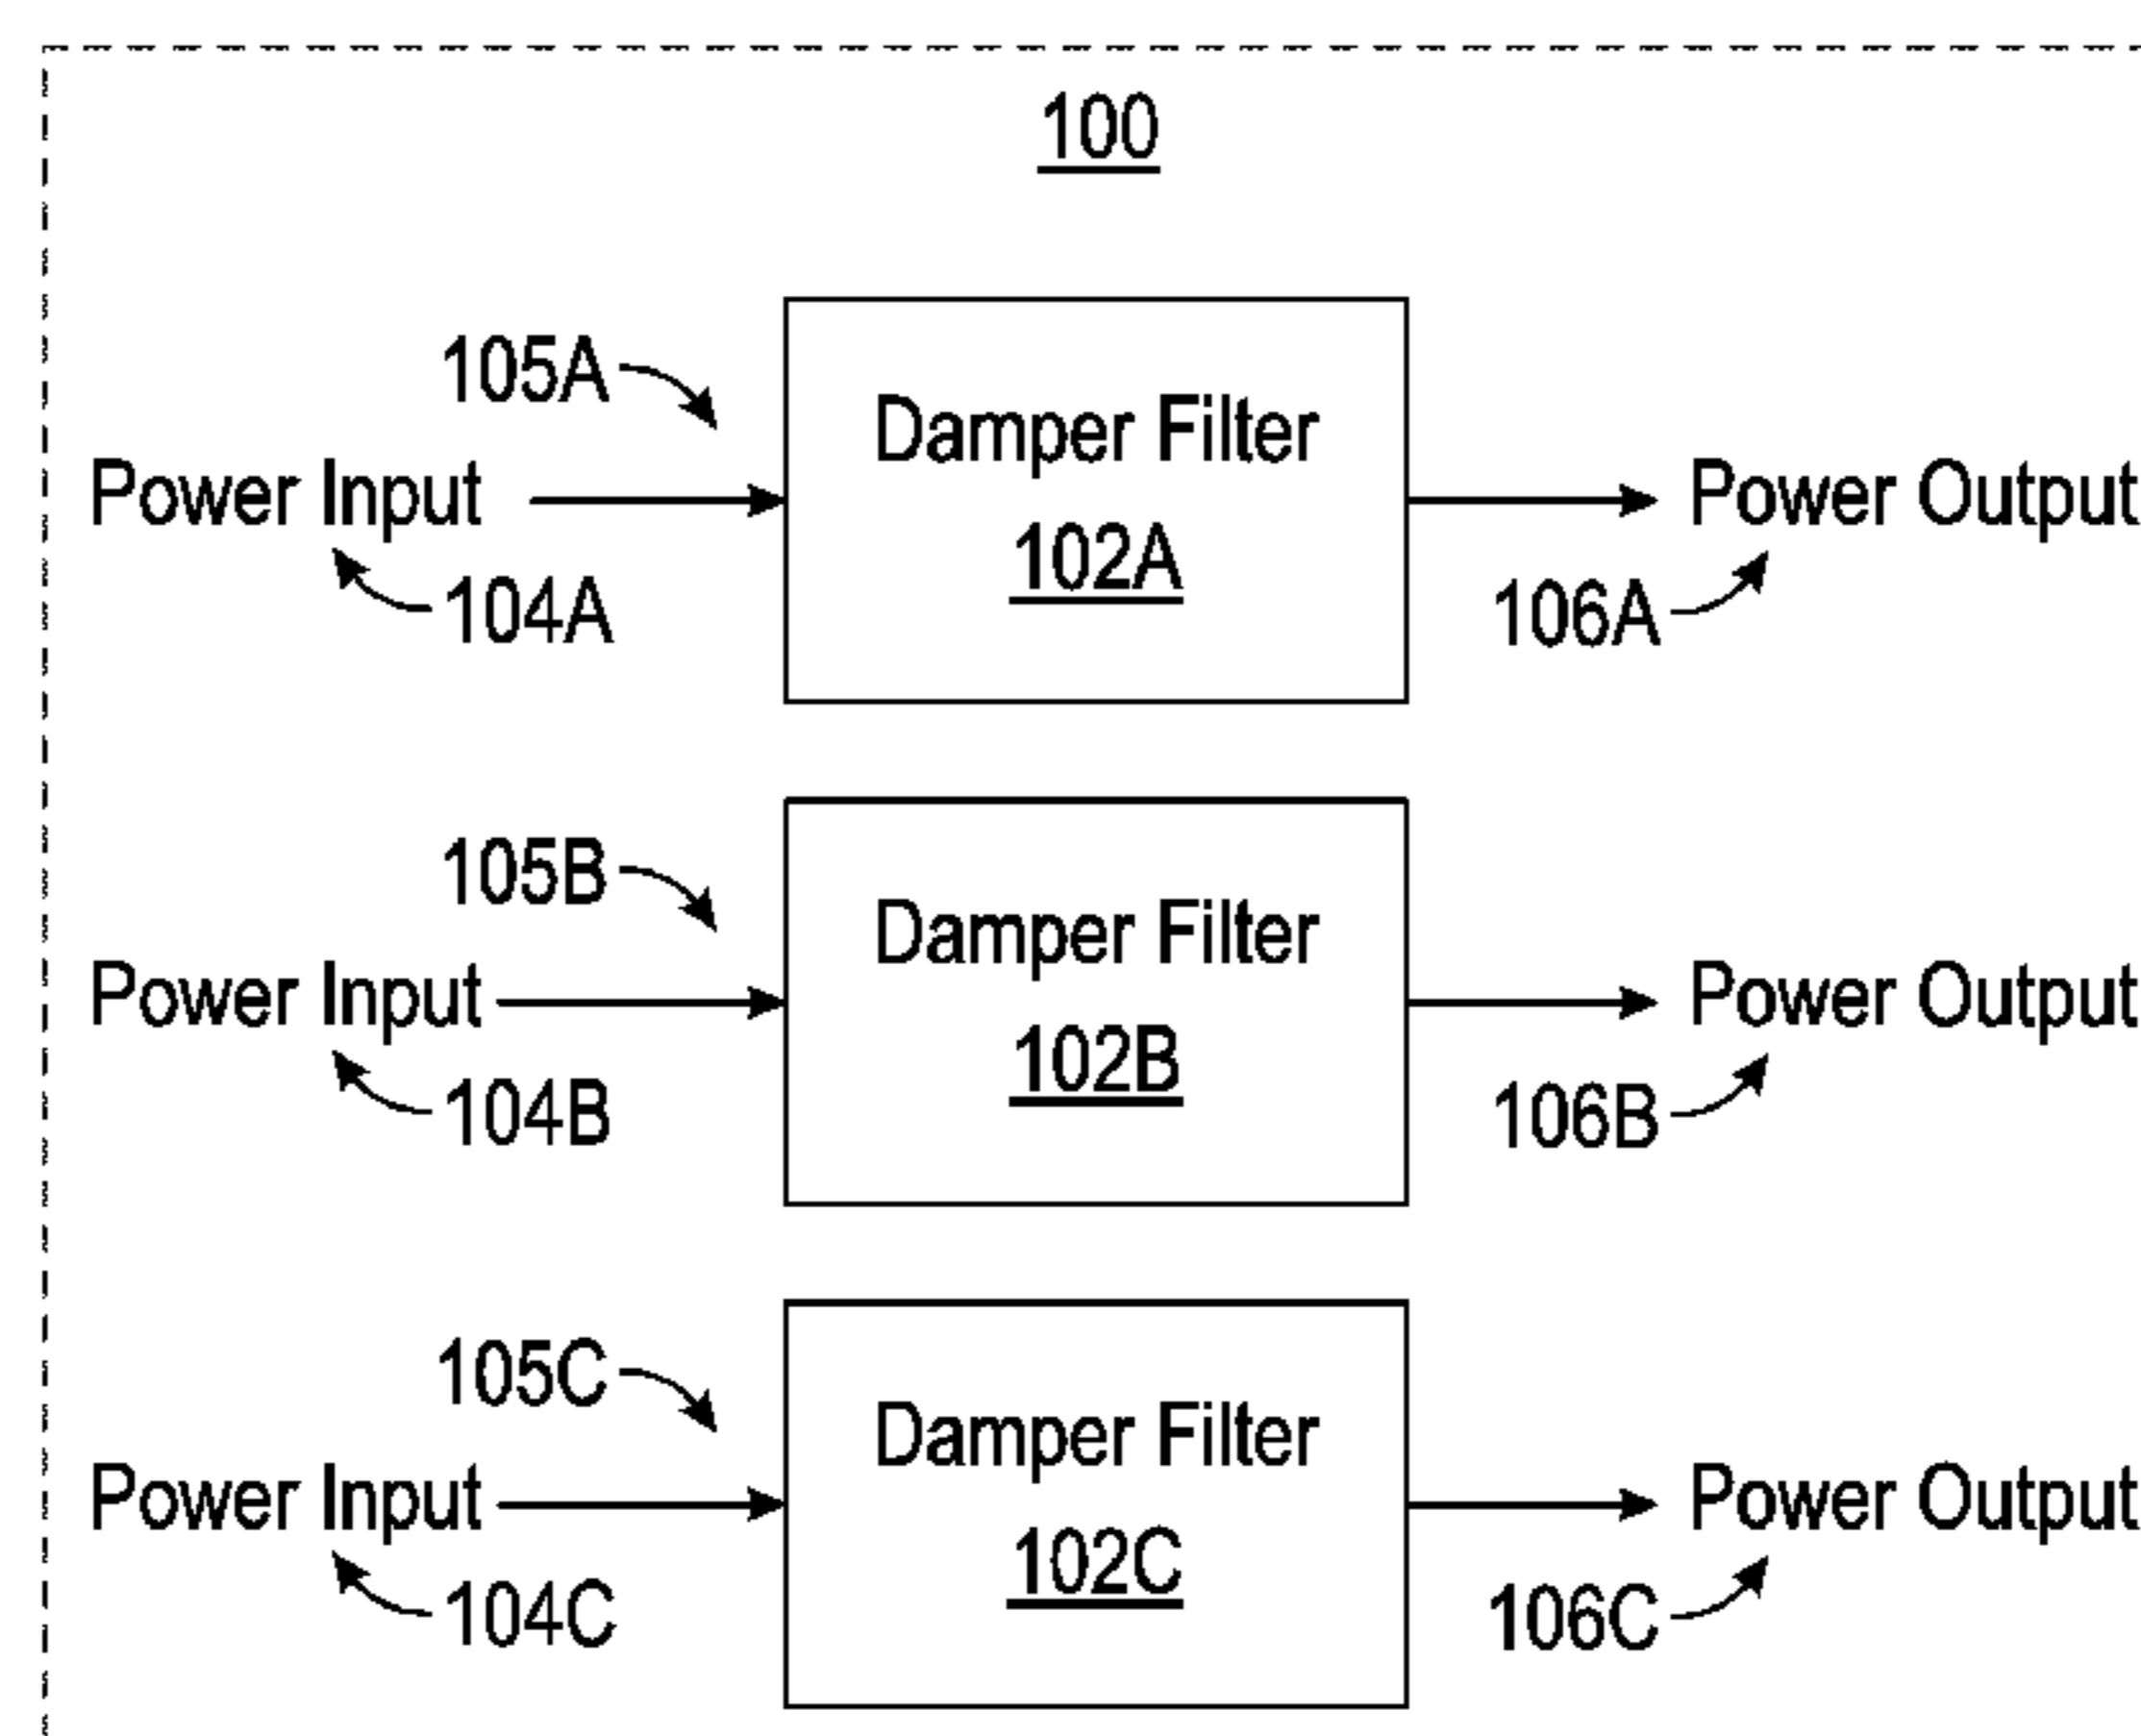 100
105A
Damper Filter
Power Input
Power Output
102A
104A
106A
105B
Damper Filter
Power Input
Power Output
102B
104B
106B
105C
Damper Filter
Power Input
Power Output
102C
104C
106C